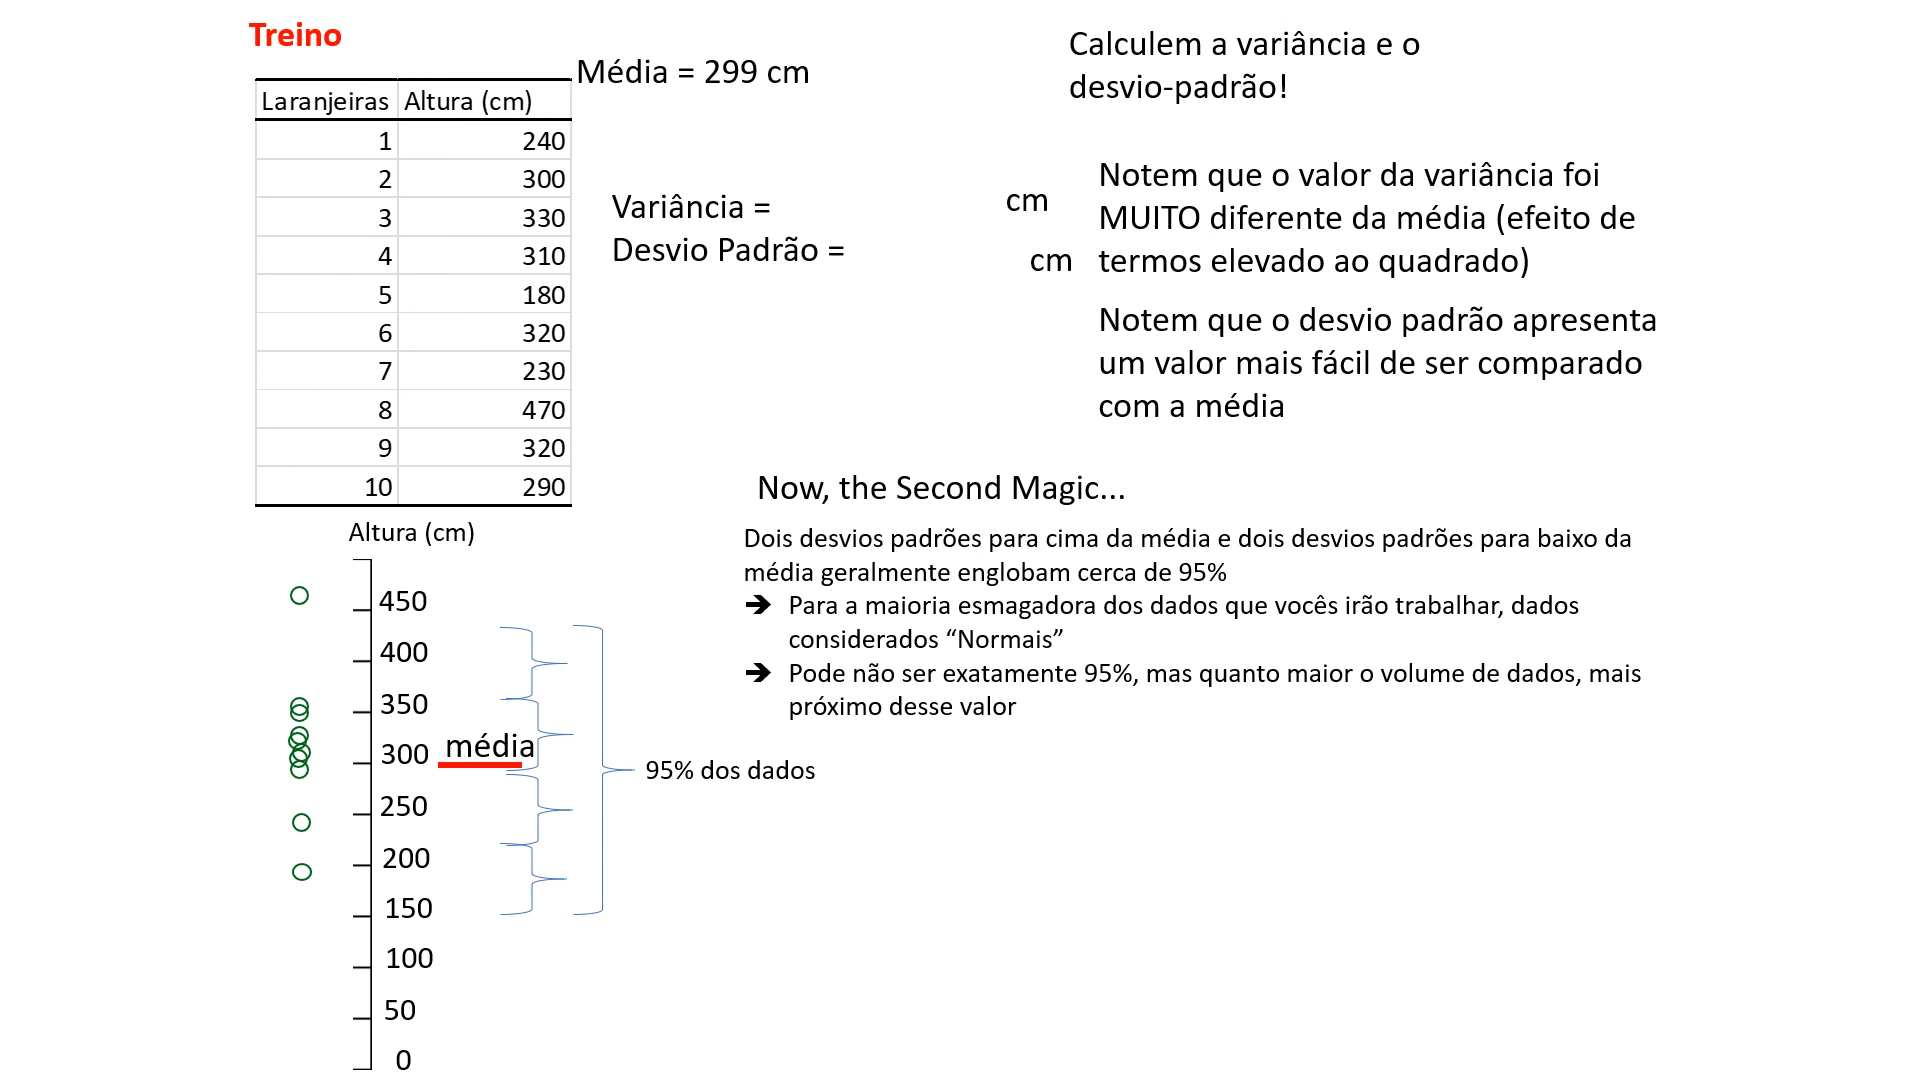 Treino
Média = 299 cm
Calculem a variância e o
desvio-padrão!
Laranjeiras Altura (cm)
1 240
2 300
3 330
4 310
5 180
6 320
7 230
8 470
9 320
10 290
Variância = cm
Desvio Padrão = cm
Notem que o valor da variância foi
MUITO diferente da média (efeito de
termos elevado ao quadrado)
Notem que o desvio padrão apresenta
um valor mais fácil de ser comparado
com a média
Now, the Second Magic...
Dois desvios padrões para cima da média e dois desvios padrões para baixo da
média geralmente englobam cerca de 95%
➔ Para a maioria esmagadora dos dados que vocês irão trabalhar, dados
considerados “Normais”
➔ Pode não ser exatamente 95%, mas quanto maior o volume de dados, mais
próximo desse valor
Altura (cm)
450
400
350
300
média
250
200
150
100
50
0
95% dos dados